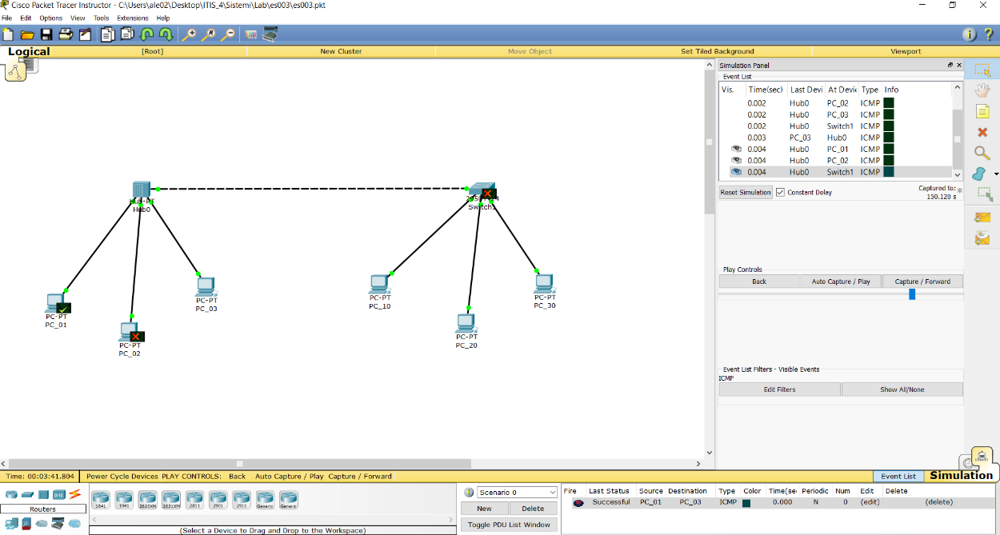 Cisco Packet Tracer Instructor - C:\Users\ale02\Desktop\ITIS_4\Sistemi\Lab\es003\es003.pkt
File Edit Options View Tools Extensions Help
Logical [Root] New Cluster Move Object Set Tiled Background Viewport
Simulation Panel
Event List
Vis. Time(sec) Last Devi At Devic Type Info
0.002 Hub0 PC_02 ICMP
0.002 Hub0 PC_03 ICMP
0.002 Hub0 Switch1 ICMP
0.003 PC_03 Hub0 ICMP
0.004 Hub0 PC_01 ICMP
0.004 Hub0 PC_02 ICMP
0.004 Hub0 Switch1 ICMP
Reset Simulation Constant Delay Captured to: *
150.120 s
Hub-PT
Hub0
Switch1
PC-PT
PC_01
PC-PT
PC_02
PC-PT
PC_03
PC-PT
PC_10
PC-PT
PC_20
PC-PT
PC_30
Play Controls
Back Auto Capture / Play Capture / Forward
Event List Filters - Visible Events
ICMP
Edit Filters Show All/None
Time: 00:03:41.804 Power Cycle Devices PLAY CONTROLS: Back Auto Capture / Play Capture / Forward
Event List Simulation
Routers
1841 1941 2620XM 2621XM 2811 2901 2911 Generic Generic
(Select a Device to Drag and Drop to the Workspace)
Scenario 0
New Delete
Toggle PDU List Window
Fire Last Status Source Destination Type Color Time(se Periodic Num Edit Delete
Successful PC_01 PC_03 ICMP 0.000 N 0 (edit) (delete)